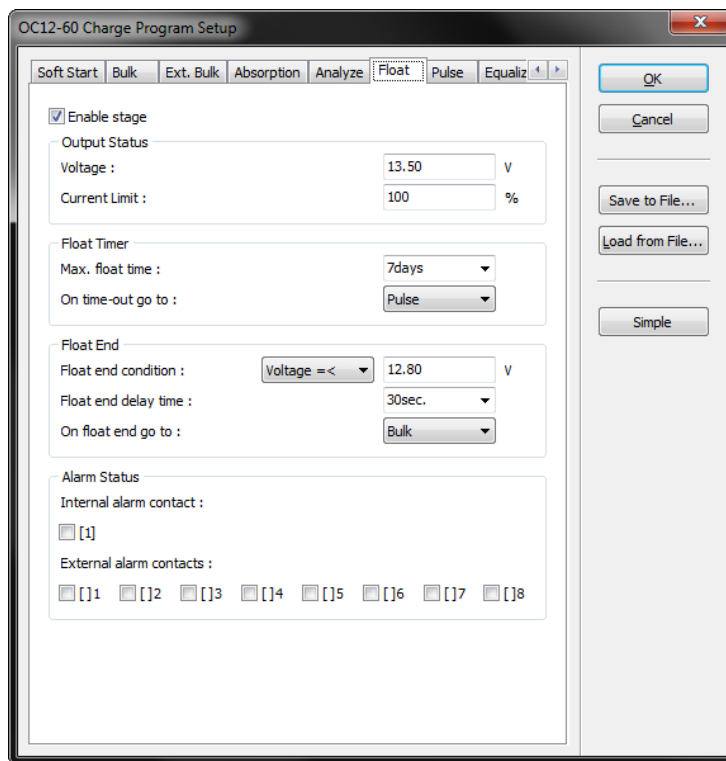 OC12-60 Charge Program Setup
Soft Start Bulk Ext. Bulk Absorption Analyze Float Pulse Equaliz
Enable stage
Output Status
Voltage : 13.50 V
Current Limit : 100 %
Float Timer
Max. float time : 7days
On time-out go to : Pulse
Float End
Float end condition : Voltage =< 12.80 V
Float end delay time : 30sec.
On float end go to : Bulk
Alarm Status
Internal alarm contact :
[1]
External alarm contacts :
[ ]1 [ ]2 [ ]3 [ ]4 [ ]5 [ ]6 [ ]7 [ ]8
OK
Cancel
Save to File...
Load from File...
Simple